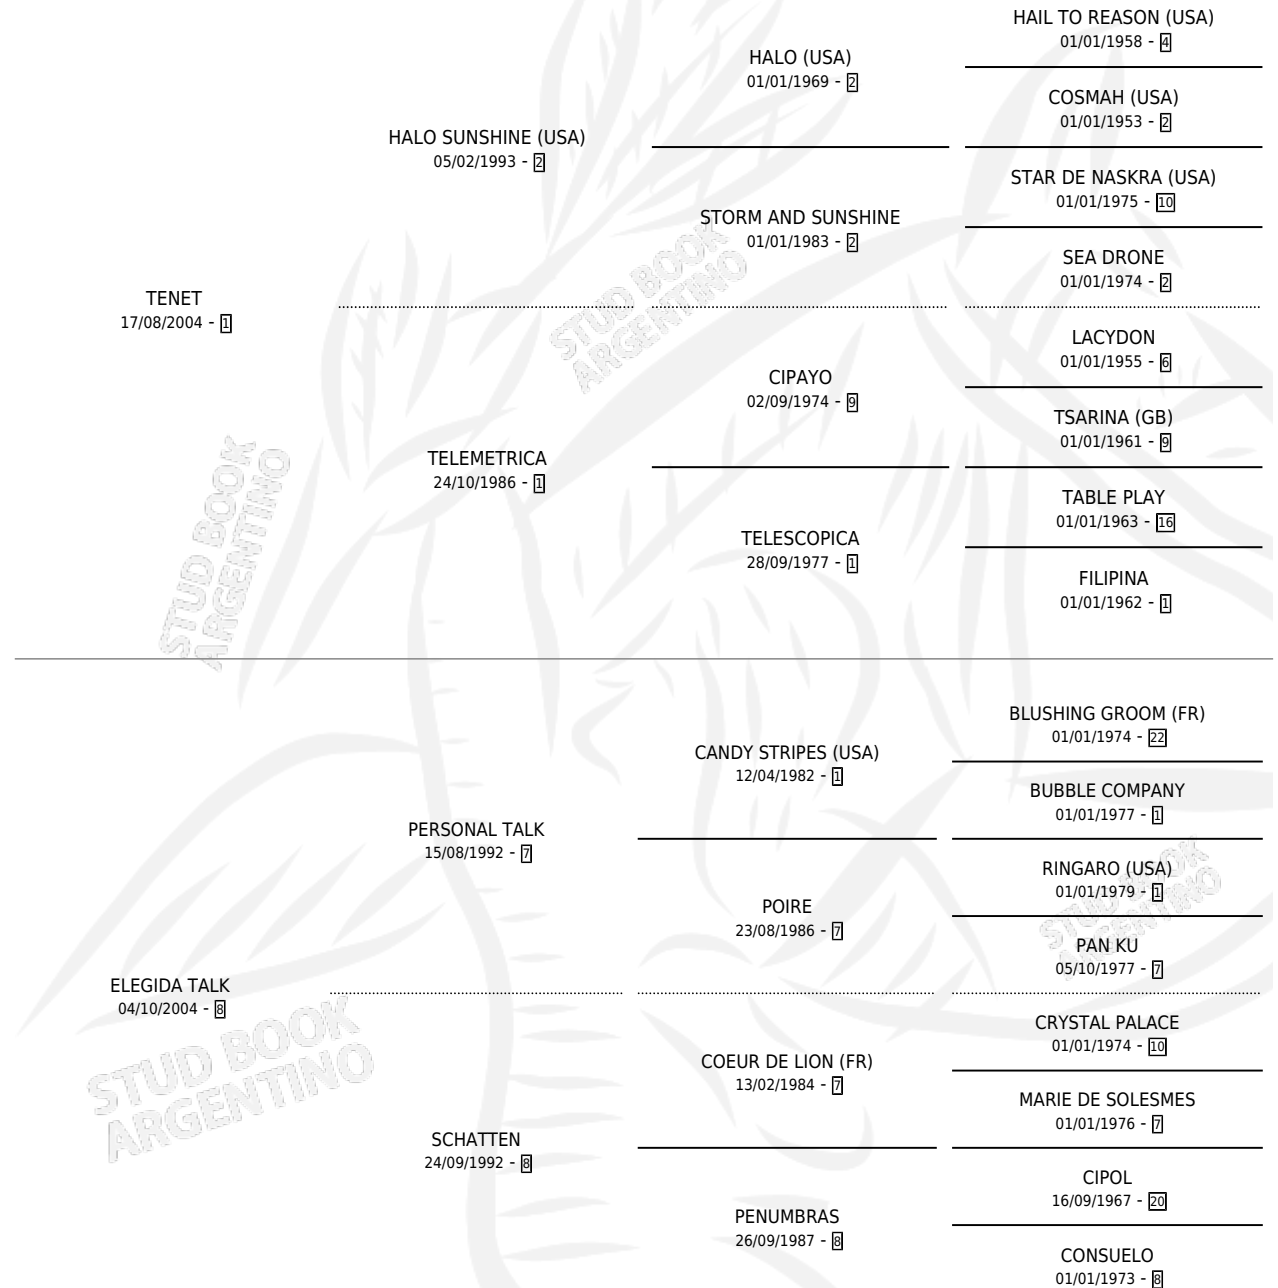 HAIL TO REASON (USA)
01/01/1958 - 4
HALO (USA)
01/01/1969 - 2
COSMAH (USA)
01/01/1953 - 2
HALO SUNSHINE (USA)
05/02/1993 - 2
STAR DE NASKRA (USA)
01/01/1975 - 10
STORM AND SUNSHINE
01/01/1983 - 2
SEA DRONE
01/01/1974 - 2
TENET
17/08/2004 - 1
LACYDON
01/01/1955 - 6
CIPAYO
02/09/1974 - 9
TSARINA (GB)
01/01/1961 - 9
TELEMETRICA
24/10/1986 - 1
TABLE PLAY
01/01/1963 - 16
TELESCOPICA
28/09/1977 - 1
FILIPINA
01/01/1962 - 1
STUD BOOK
ARGENTINO
STUD BOOK
ARGENTINO
BLUSHING GROOM (FR)
01/01/1974 - 22
CANDY STRIPES (USA)
12/04/1982 - 1
BUBBLE COMPANY
01/01/1977 - 1
PERSONAL TALK
15/08/1992 - 7
RINGARO (USA)
01/01/1979 - 1
POIRE
23/08/1986 - 7
PAN KU
05/10/1977 - 7
ELEGIDA TALK
04/10/2004 - 8
CRYSTAL PALACE
01/01/1974 - 10
COEUR DE LION (FR)
13/02/1984 - 7
MARIE DE SOLESMES
01/01/1976 - 7
SCHATTEN
24/09/1992 - 8
CIPOL
16/09/1967 - 20
PENUMBRAS
26/09/1987 - 8
CONSUELO
01/01/1973 - 8
STUD BOOK
ARGENTINO
STUD BOOK
ARGENTINO